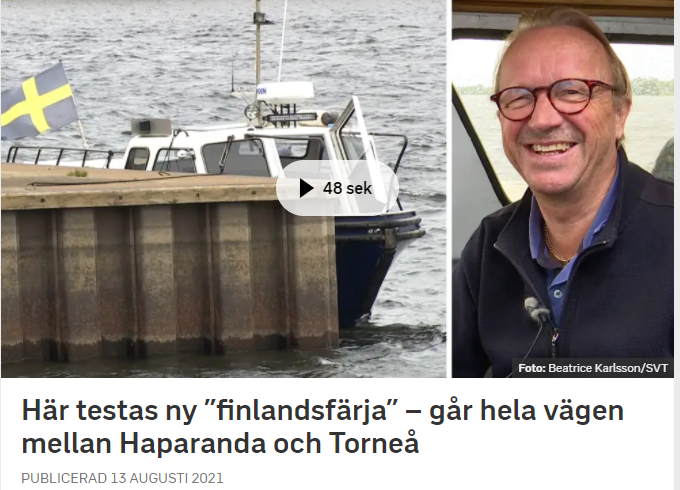 48 sek
Foto: Beatrice Karlsson/SVT
Här testas ny ”finlandsfärja” – går hela vägen
mellan Haparanda och Torneå
PUBLICERAD 13 AUGUSTI 2021